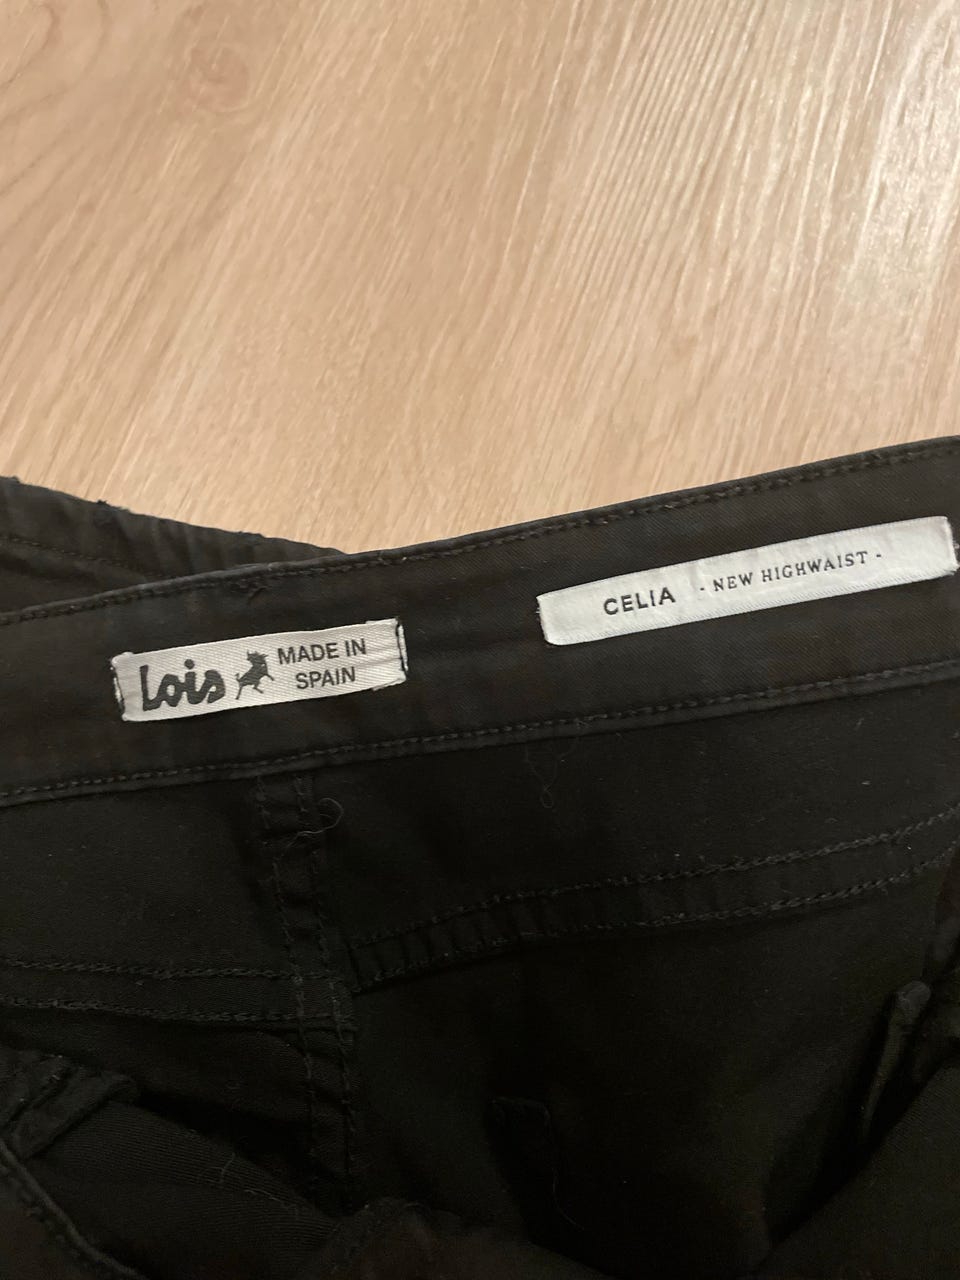 Lois MADE IN
SPAIN
CELIA - NEW HIGHWAIST -